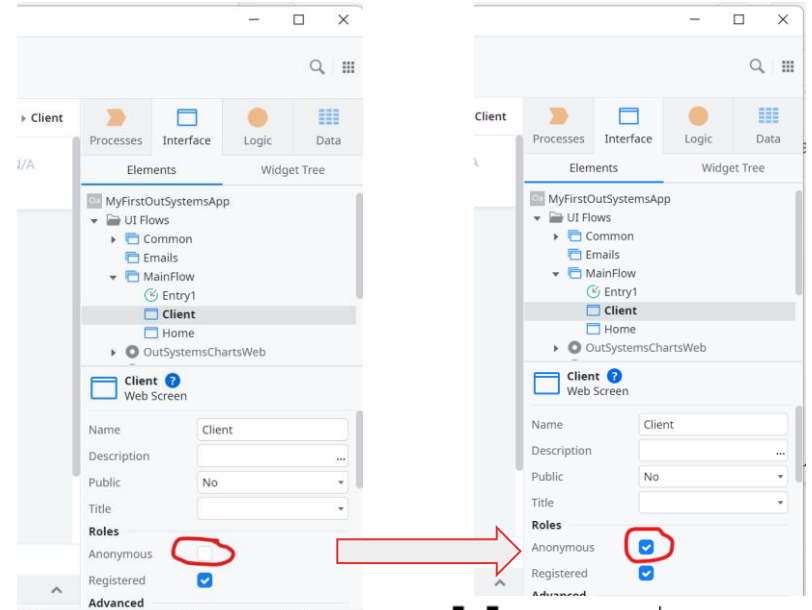 Client
Processes
Interface
Logic
Data
Elements
Widget Tree
MyFirstOutSystemsApp
UI Flows
Common
Emails
MainFlow
Entry1
Client
Home
OutSystemsChartsWeb
Client ?
Web Screen
Name Client
Description ...
Public No
Title
Roles
Anonymous
Registered
Advanced
Client
Processes
Interface
Logic
Data
Elements
Widget Tree
MyFirstOutSystemsApp
UI Flows
Common
Emails
MainFlow
Entry1
Client
Home
OutSystemsChartsWeb
Client ?
Web Screen
Name Client
Description ...
Public No
Title
Roles
Anonymous
Registered
Advanced